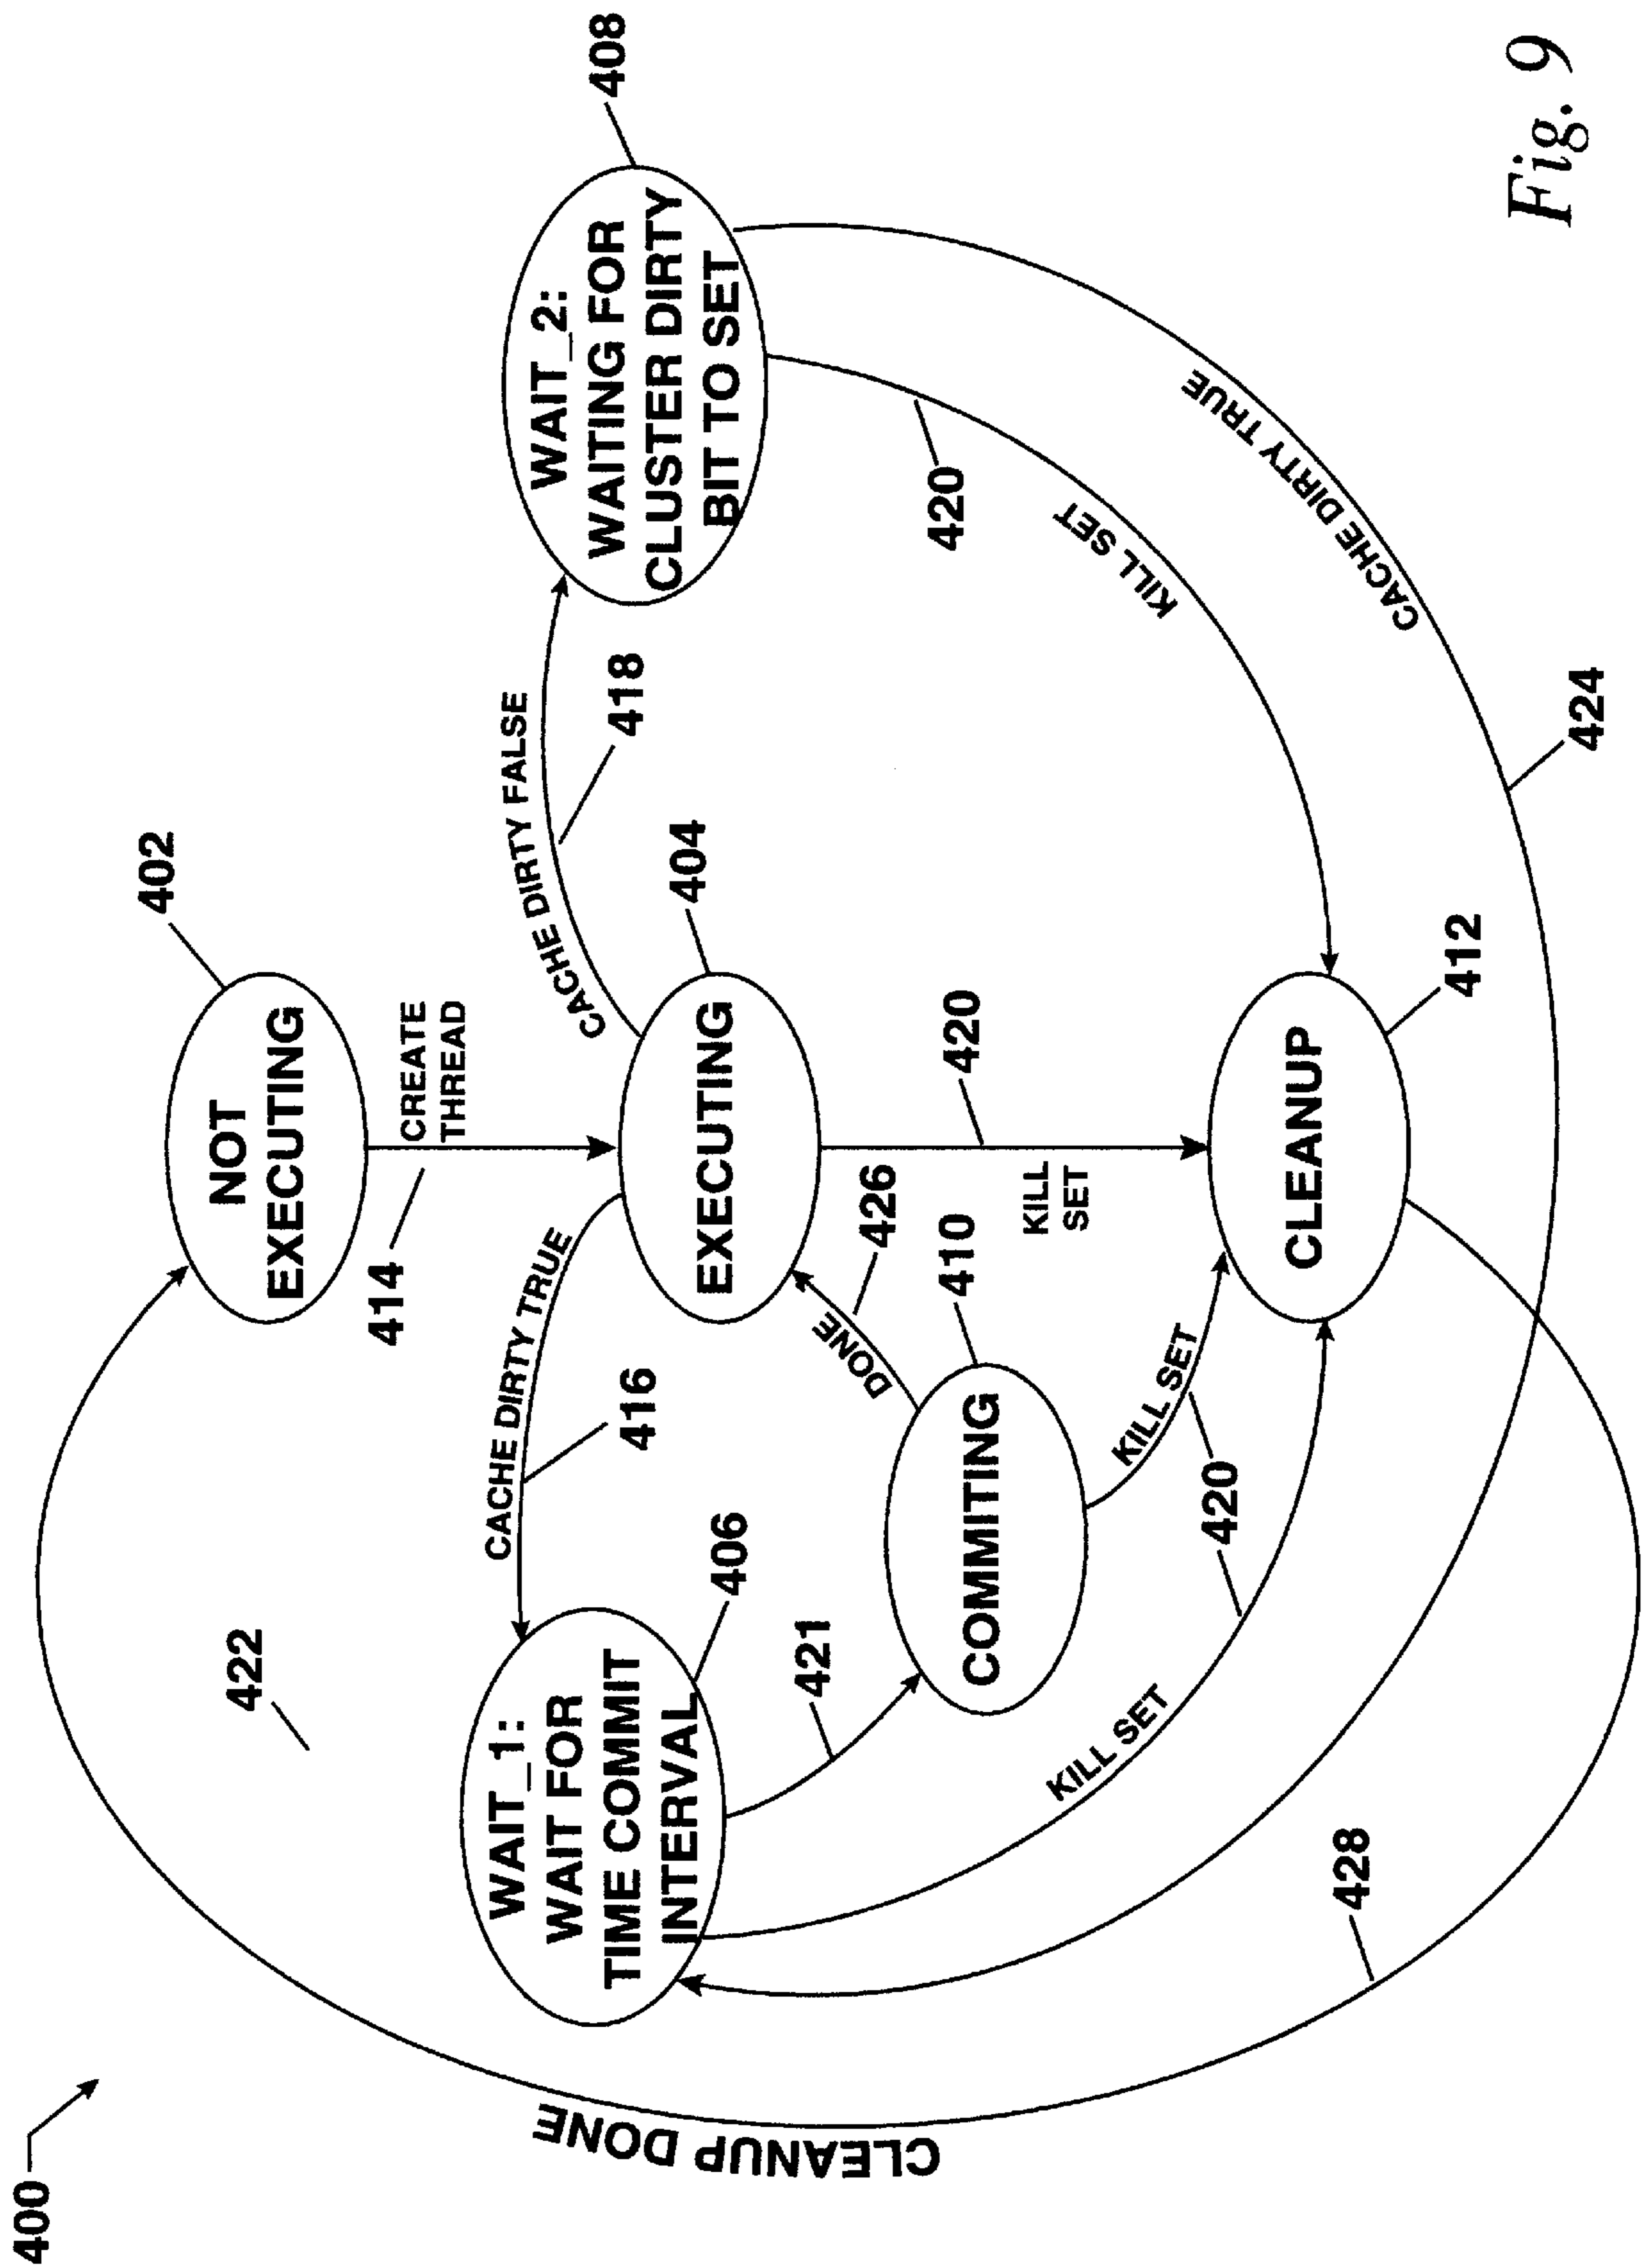 400
422
402
NOT
EXECUTING
414
CREATE
THREAD
CACHE DIRTY TRUE
416
CACHE DIRTY FALSE
418
WAIT_1:
WAIT FOR
TIME COMMIT
INTERVAL
406
EXECUTING
404
WAIT_2:
WAITING FOR
CLUSTER DIRTY
BIT TO SET
408
421
DONE
426
COMMITING
410
420
KILL
SET
420
KILL SET
KILL SET
420
KILL SET
CLEANUP
412
CACHE DIRTY TRUE
424
428
CLEANUP DONE
Fig. 9